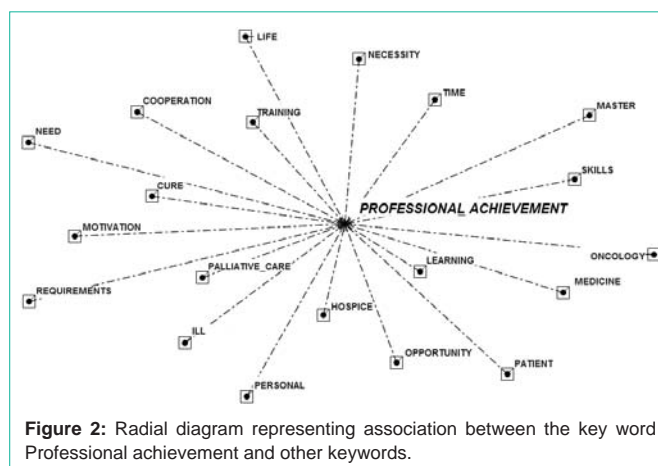 LIFE
NECESSITY
COOPERATION
TRAINING
TIME
MASTER
NEED
CURE
SKILLS
PROFESSIONAL ACHIEVEMENT
MOTIVATION
ONCOLOGY
PALLIATIVE_CARE
LEARNING
REQUIREMENTS
MEDICINE
HOSPICE
ILL
OPPORTUNITY
PATIENT
PERSONAL
Figure 2: Radial diagram representing association between the key word
Professional achievement and other keywords.